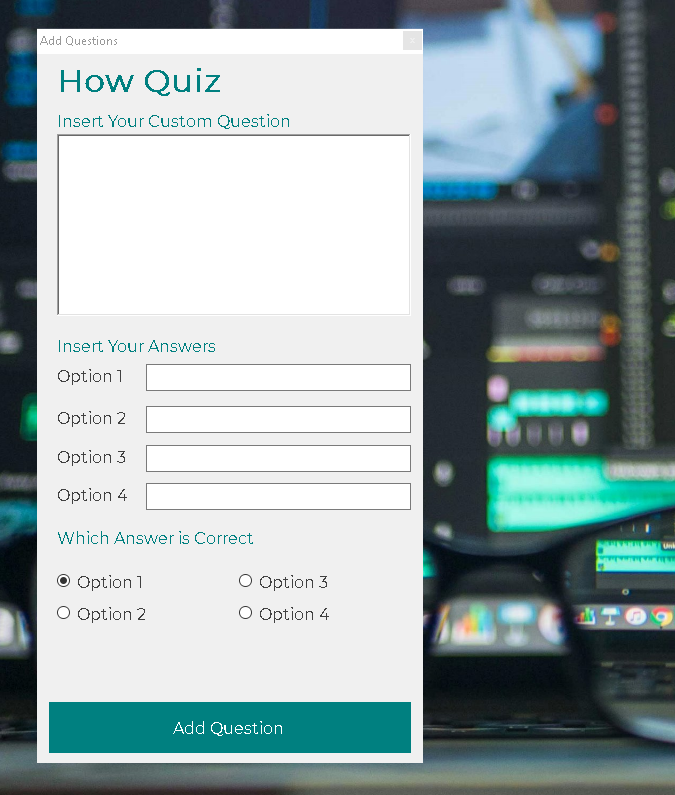 Add Questions
How Quiz
Insert Your Custom Question
Insert Your Answers
Option 1
Option 2
Option 3
Option 4
Which Answer is Correct
Option 1 Option 3
Option 2 Option 4
Add Question